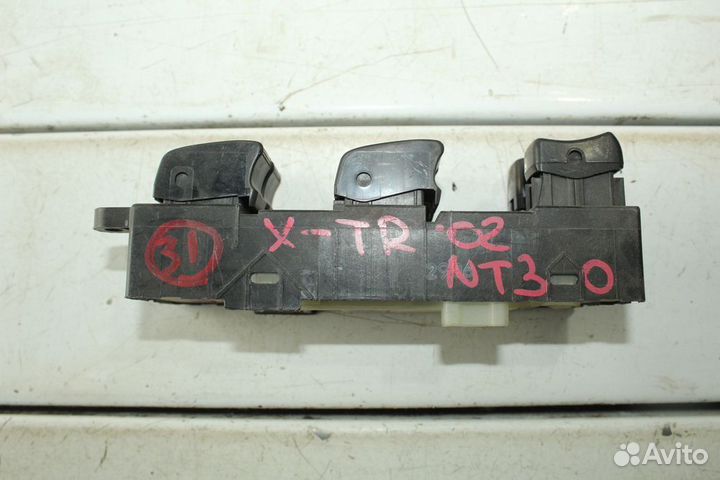 31
X-TR-02
NT30
Avito